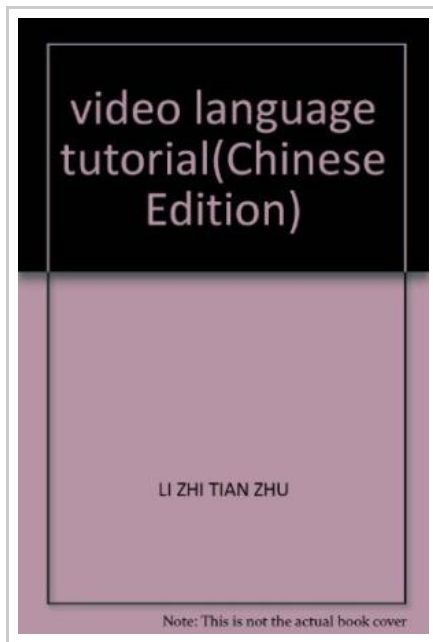 video language
tutorial(Chinese
Edition)
LI ZHI TIAN ZHU
Note: This is not the actual book cover